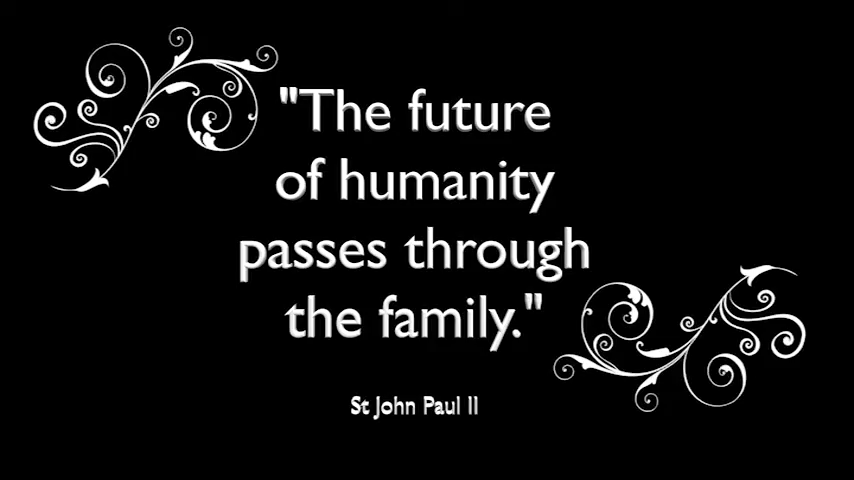 "The future
of humanity
passes through
the family."
St John Paul II